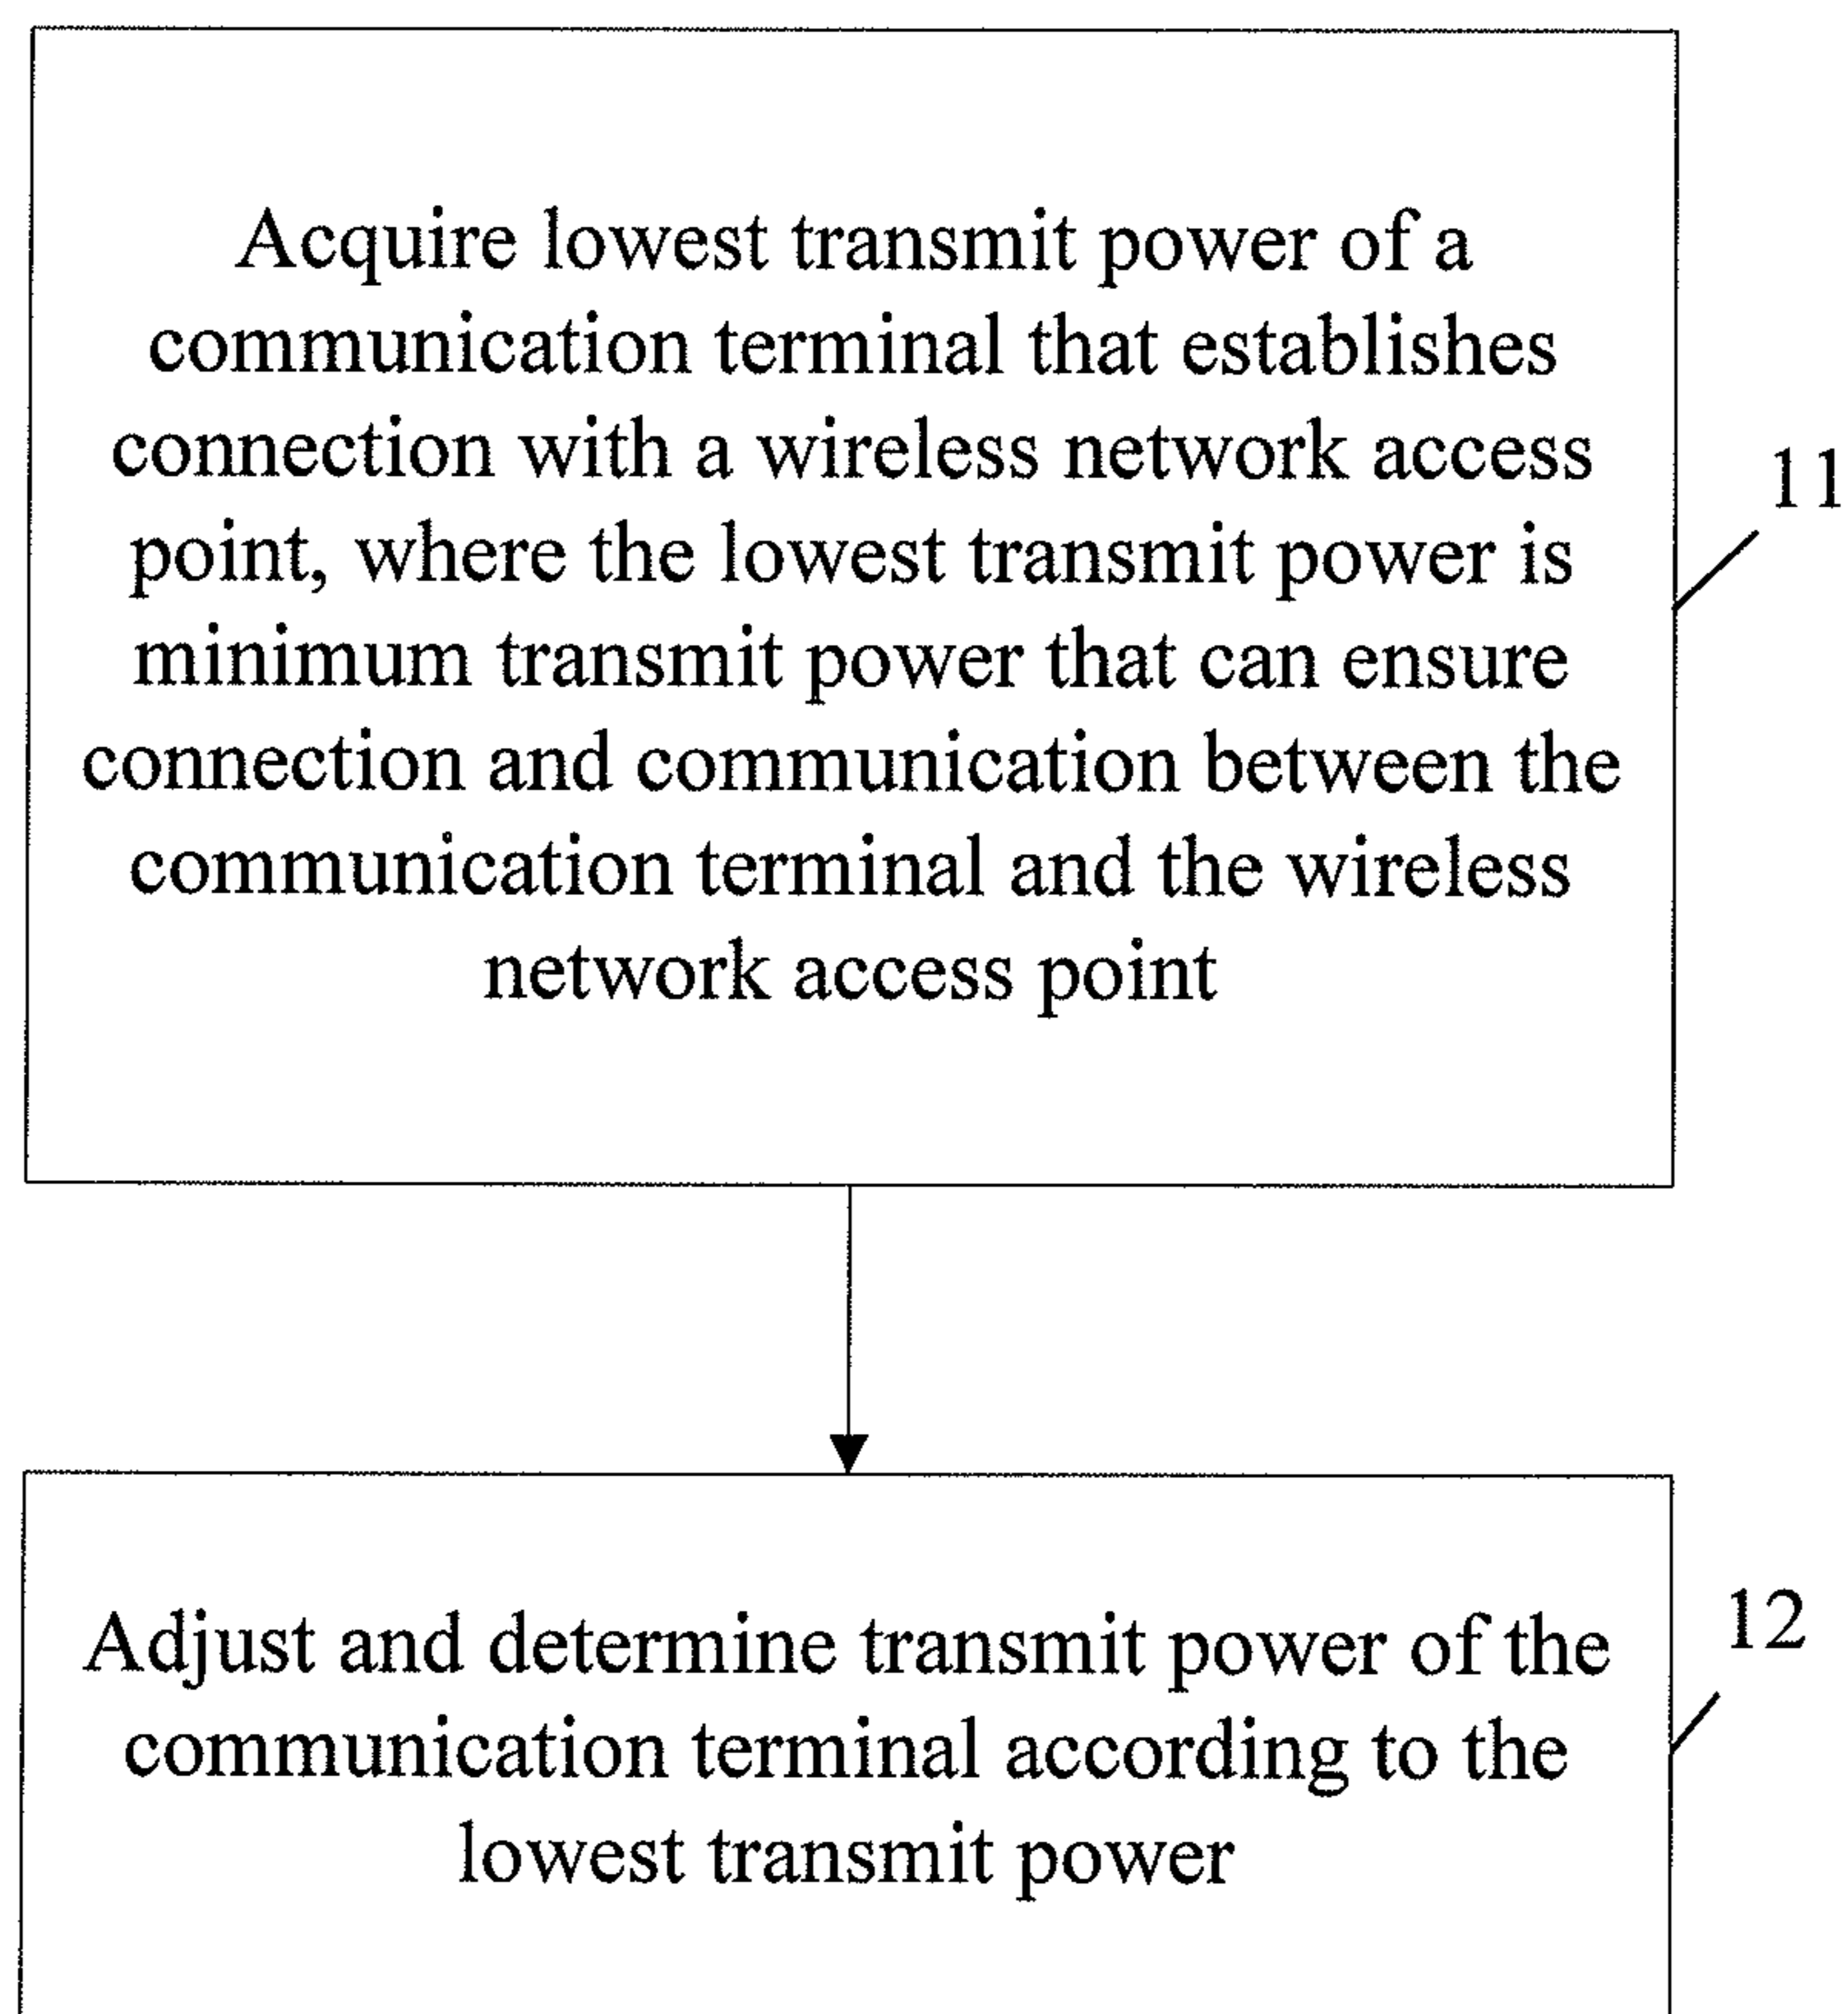 Acquire lowest transmit power of a
communication terminal that establishes
connection with a wireless network access
point, where the lowest transmit power is
minimum transmit power that can ensure
connection and communication between the
communication terminal and the wireless
network access point
11
Adjust and determine transmit power of the
communication terminal according to the
lowest transmit power
12